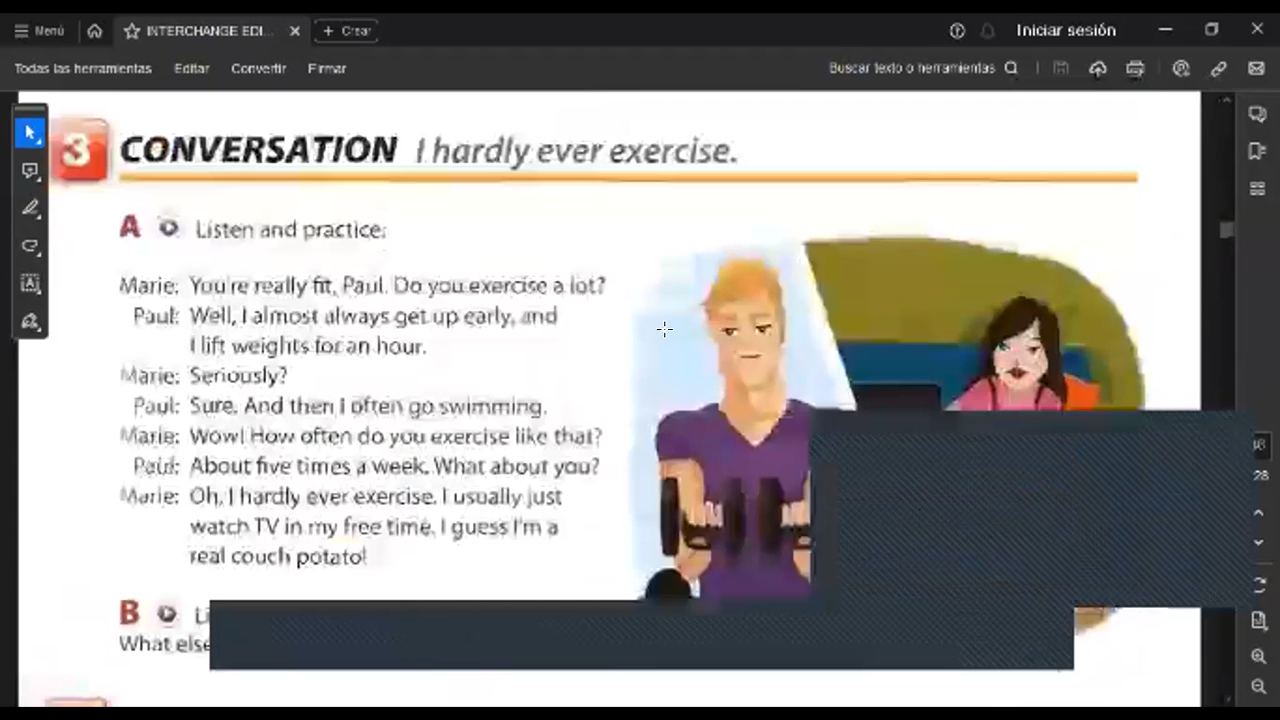 Menú
INTERCHANGE EDI...
Crear
Iniciar sesión
Todas las herramientas
Editar
Convertir
Firmar
Buscar texto o herramientas
3 CONVERSATION I hardly ever exercise.
A Listen and practice.
Marie: You're really fit, Paul. Do you exercise a lot?
Paul: Well, I almost always get up early, and
I lift weights for an hour.
Marie: Seriously?
Paul: Sure. And then I often go swimming.
Marie: Wow! How often do you exercise like that?
Paul: About five times a week. What about you?
Marie: Oh, I hardly ever exercise. I usually just
watch TV in my free time. I guess I'm a
real couch potato!
28
B
What else